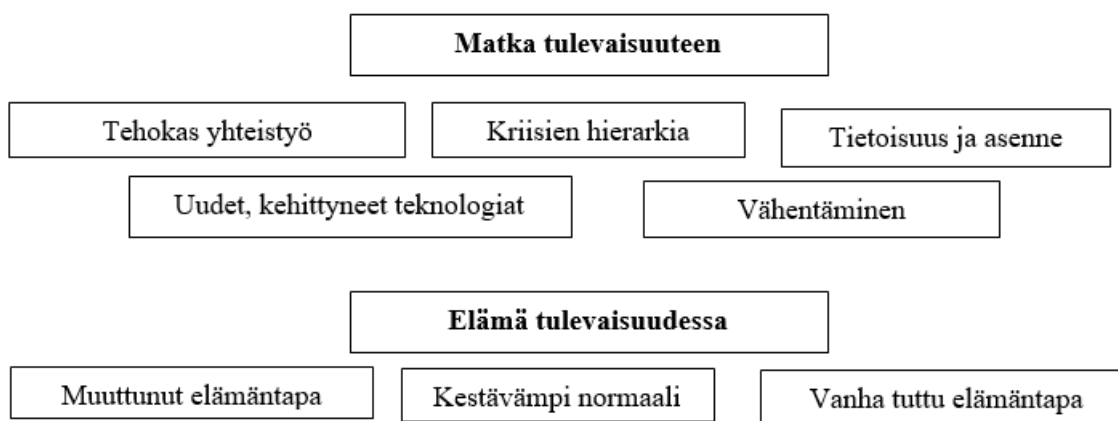 Matka tulevaisuuteen
Tehokas yhteistyö
Kriisien hierarkia
Tietoisuus ja asenne
Uudet, kehittyneet teknologiat
Vähentäminen
Elämä tulevaisuudessa
Muuttunut elämäntapa
Kestävämpi normaali
Vanha tuttu elämäntapa